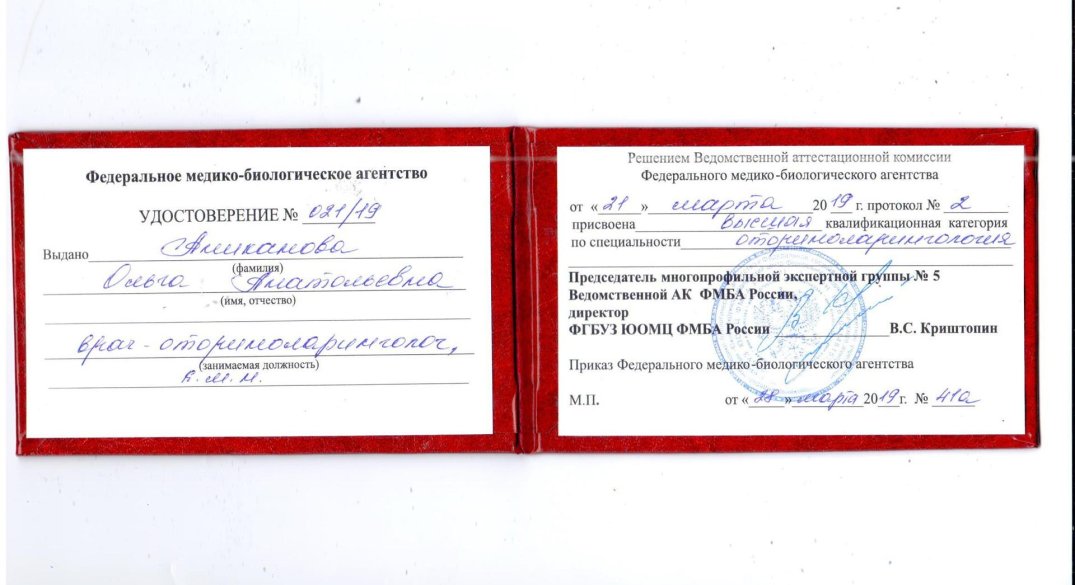 Федеральное медико-биологическое агентство
УДОСТОВЕРЕНИЕ № 021/19
Выдано Аниканова
(фамилия)
Ольга Анатольевна
(имя, отчество)
врач-оториноларинголог,
(занимаемая должность)
к.м.н.
Решением Ведомственной аттестационной комиссии
Федерального медико-биологического агентства
от «21» марта 2019 г. протокол № 2
присвоена высшая квалификационная категория
по специальности оториноларингология
Председатель многопрофильной экспертной группы № 5
Ведомственной АК ФМБА России,
директор
ФГБУЗ ЮОМЦ ФМБА России В.С. Криштопин
Приказ Федерального медико-биологического агентства
М.П. от «28» марта 2019 г. № 41а